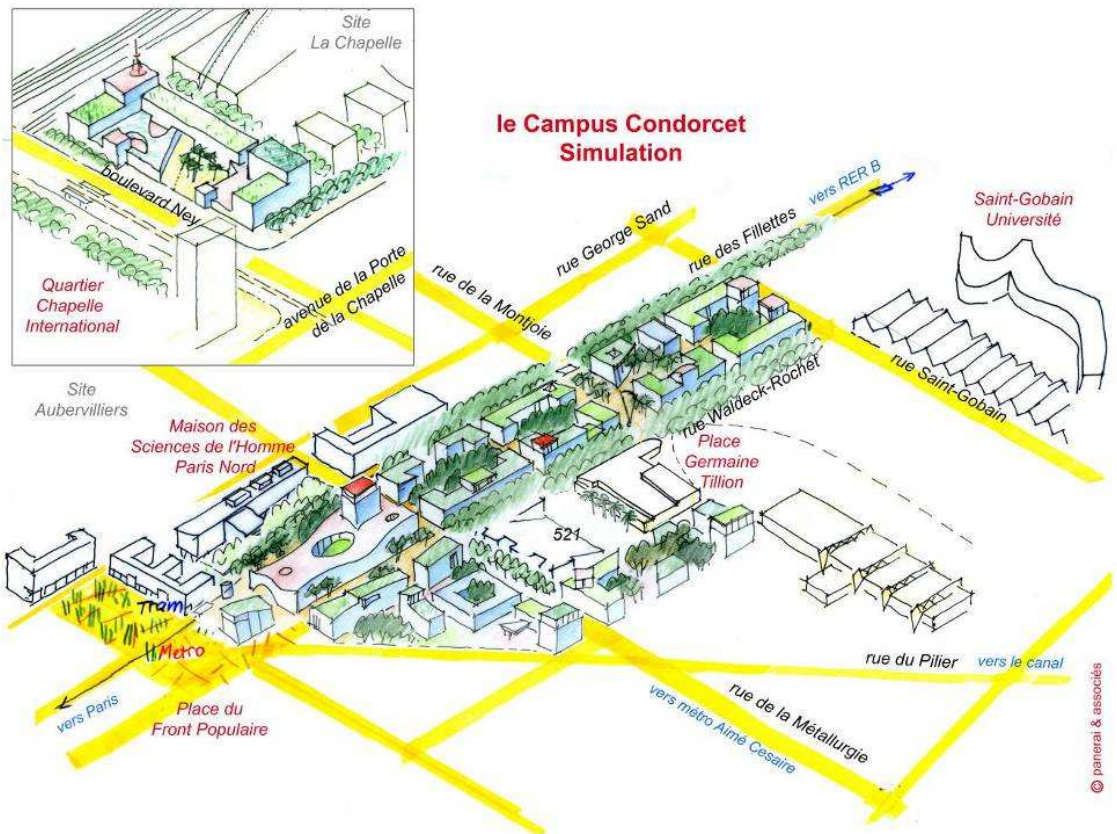 Site
La Chapelle
le Campus Condorcet
Simulation
vers RER B
Saint-Gobain
Université
boulevard Ney
rue George Sand
rue des Fillettes
Quartier
Chapelle
International
avenue de la Porte
de la Chapelle
rue de la Montjoie
Site
Aubervilliers
rue Saint-Gobain
rue Waldeck-Rochet
Maison des
Sciences de l'Homme
Paris Nord
Place
Germaine
Tillion
521
Tram
Metro
rue du Pilier
vers le canal
vers Paris
Place du
Front Populaire
rue de la Métallurgie
vers métro Aimé Cesaire
© panerai & associés